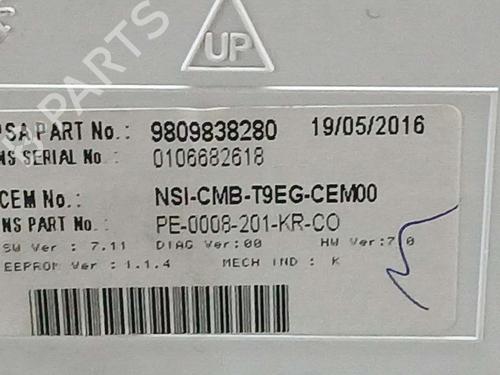 UP
PSA PART No.: 9809838280 19/05/2016
NS SERIAL No.: 0106682618
CEM No.: NSI-CMB-T9EG-CEM00
NS PART No.: PE-0008-201-KR-CO
SW Ver : 7.11 DIAG Ver:00 HW Ver:7.0
EEPROM Ver : 1.1.4 MECH IND : K
PARTS